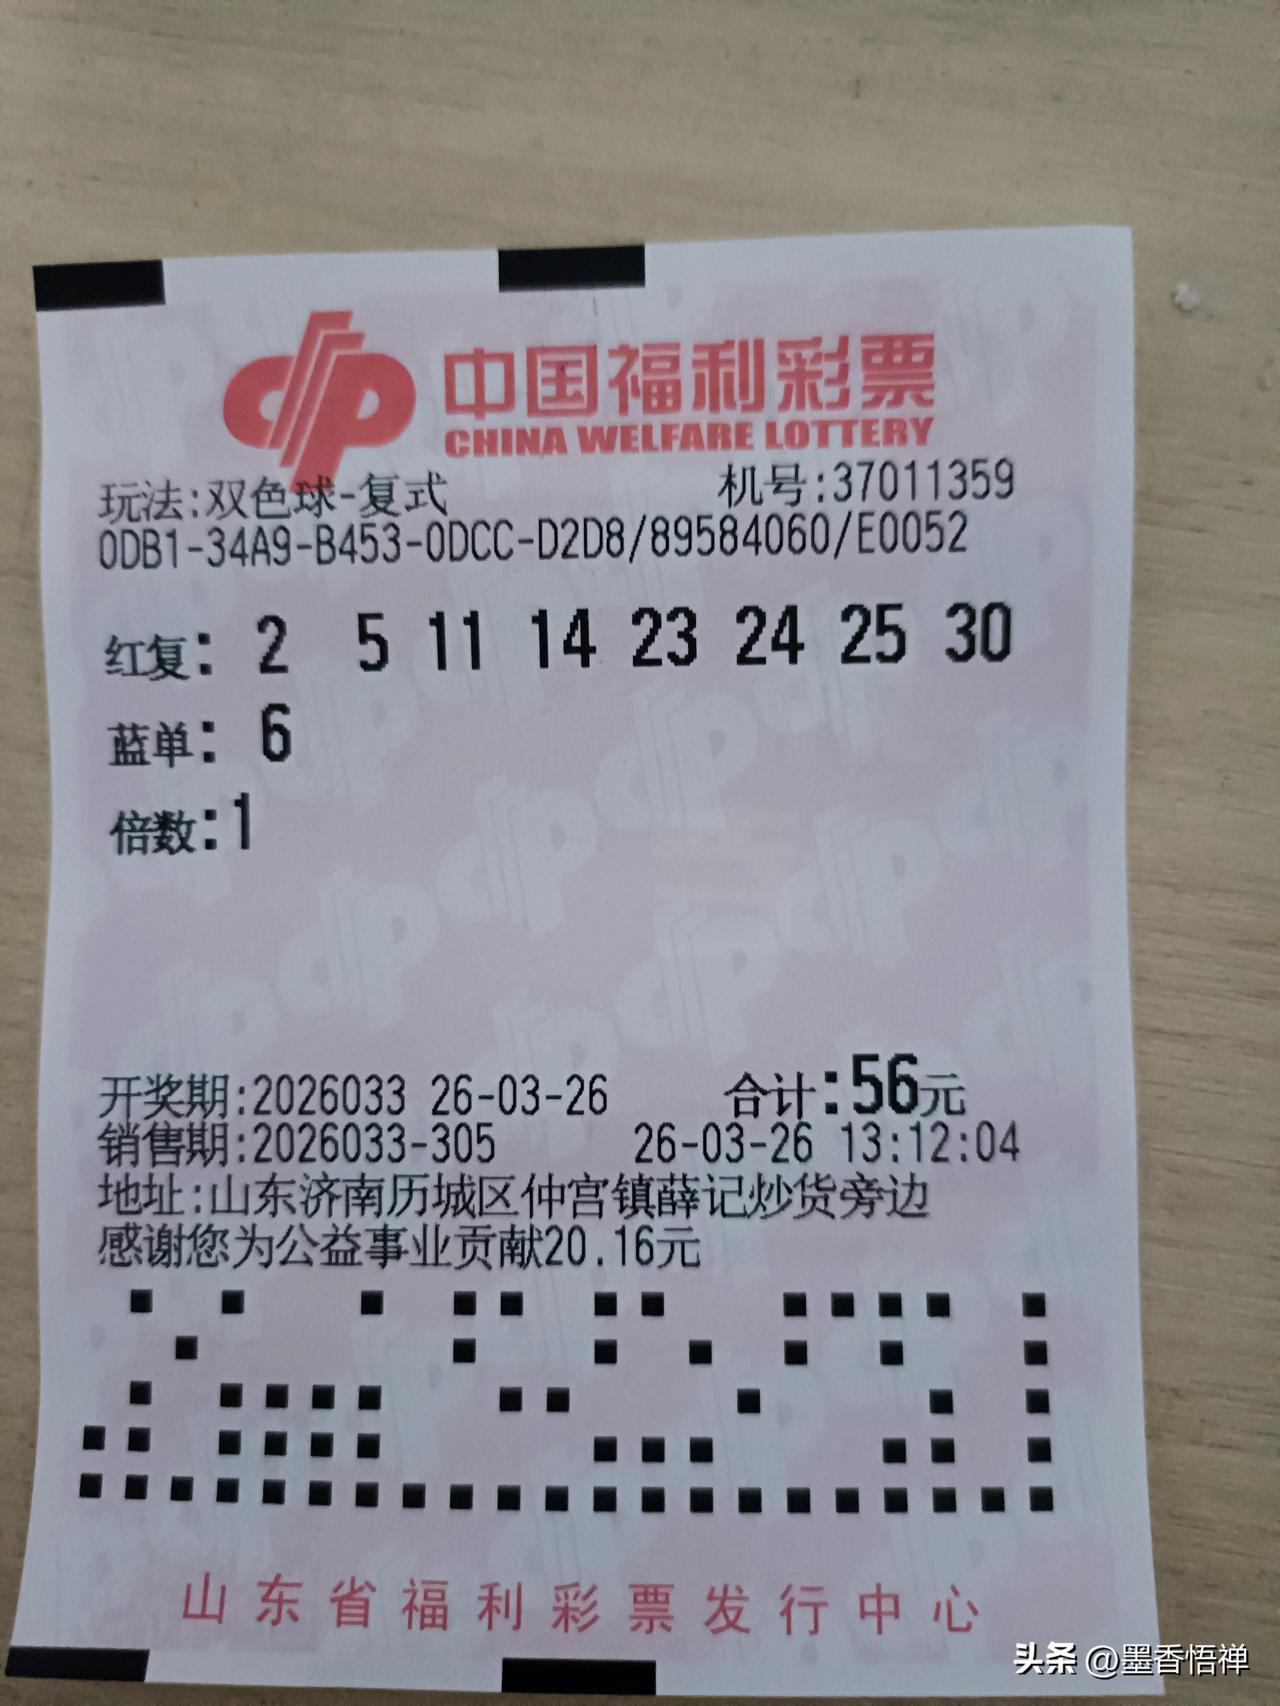 中国福利彩票
CHINA WELFARE LOTTERY
玩法:双色球-复式 机号:37011359
0DB1-34A9-B453-0DCC-D2D8/89584060/E0052
红复: 2 5 11 14 23 24 25 30
蓝单: 6
倍数:1
开奖期:2026033 26-03-26 合计:56元
销售期:2026033-305 26-03-26 13:12:04
地址:山东济南历城区仲宫镇薛记炒货旁边
感谢您为公益事业贡献20.16元
山东省福利彩票发行中心
头条 @墨香悟禅